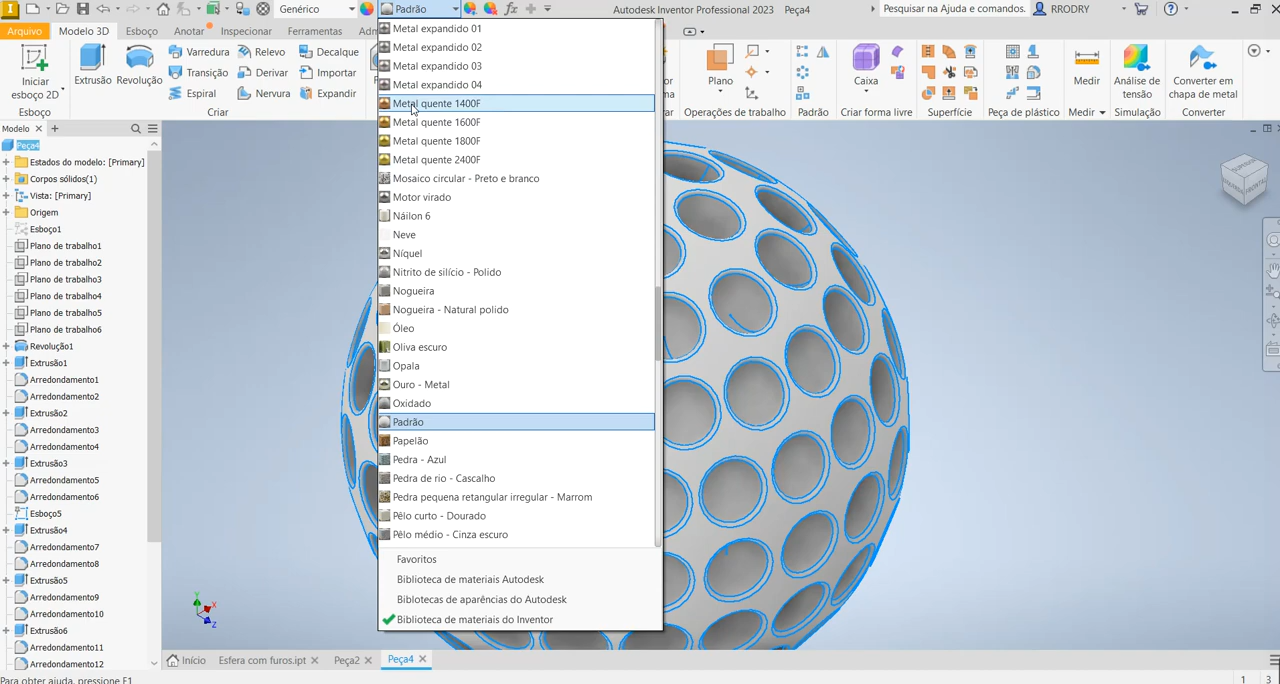 Genérico
Padrão
Autodesk Inventor Professional 2023 Peça4
Pesquisar na Ajuda e comandos.
RRODRY
Arquivo
Modelo 3D
Esboço
Anotar
Inspecionar
Ferramentas
Iniciar
esboço 2D
Extrusão
Revolução
Varredura
Transição
Espiral
Relevo
Derivar
Nervura
Decalque
Importar
Expandir
Plano
Caixa
Medir
Análise de
tensão
Converter em
chapa de metal
Esboço
Criar
Operações de trabalho
Padrão
Criar forma livre
Superfície
Peça de plástico
Medir
Simulação
Converter
Modelo
Peça4
Estados do modelo: [Primary]
Corpos sólidos(1)
Vista: [Primary]
Origem
Esboço1
Plano de trabalho1
Plano de trabalho2
Plano de trabalho3
Plano de trabalho4
Plano de trabalho5
Plano de trabalho6
Revolução1
Extrusão1
Arredondamento1
Arredondamento2
Extrusão2
Arredondamento3
Arredondamento4
Extrusão3
Arredondamento5
Arredondamento6
Esboço5
Extrusão4
Arredondamento7
Arredondamento8
Extrusão5
Arredondamento9
Arredondamento10
Extrusão6
Arredondamento11
Arredondamento12
Metal expandido 01
Metal expandido 02
Metal expandido 03
Metal expandido 04
Metal quente 1400F
Metal quente 1600F
Metal quente 1800F
Metal quente 2400F
Mosaico circular - Preto e branco
Motor virado
Náilon 6
Neve
Níquel
Nitrito de silício - Polido
Nogueira
Nogueira - Natural polido
Óleo
Oliva escuro
Opala
Ouro - Metal
Oxidado
Padrão
Papelão
Pedra - Azul
Pedra de rio - Cascalho
Pedra pequena retangular irregular - Marrom
Pêlo curto - Dourado
Pêlo médio - Cinza escuro
Favoritos
Biblioteca de materiais Autodesk
Bibliotecas de aparências do Autodesk
Biblioteca de materiais do Inventor
Y
X
Z
Início
Esfera com furos.ipt
Peça2
Peça4
Para obter ajuda, pressione F1
1 3